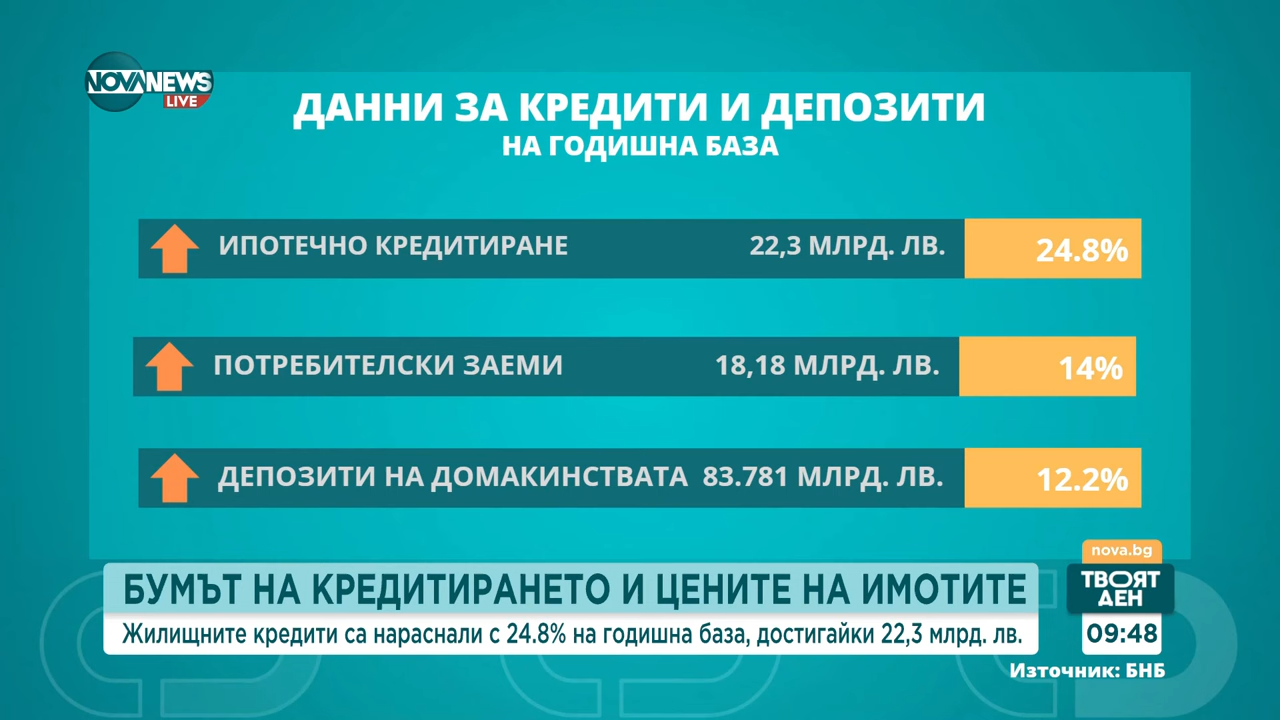 NOVANEWS
LIVE
ДАННИ ЗА КРЕДИТИ И ДЕПОЗИТИ
НА ГОДИШНА БАЗА
ИПОТЕЧНО КРЕДИТИРАНЕ 22,3 МЛРД. ЛВ. 24.8%
ПОТРЕБИТЕЛСКИ ЗАЕМИ 18,18 МЛРД. ЛВ. 14%
ДЕПОЗИТИ НА ДОМАКИНСТВАТА 83.781 МЛРД. ЛВ. 12.2%
БУМЪТ НА КРЕДИТИРАНЕТО И ЦЕНИТЕ НА ИМОТИТЕ
Жилищните кредити са нараснали с 24.8% на годишна база, достигайки 22,3 млрд. лв.
nova.bg
ТВОЯТ
ДЕН
09:48
Източник: БНБ